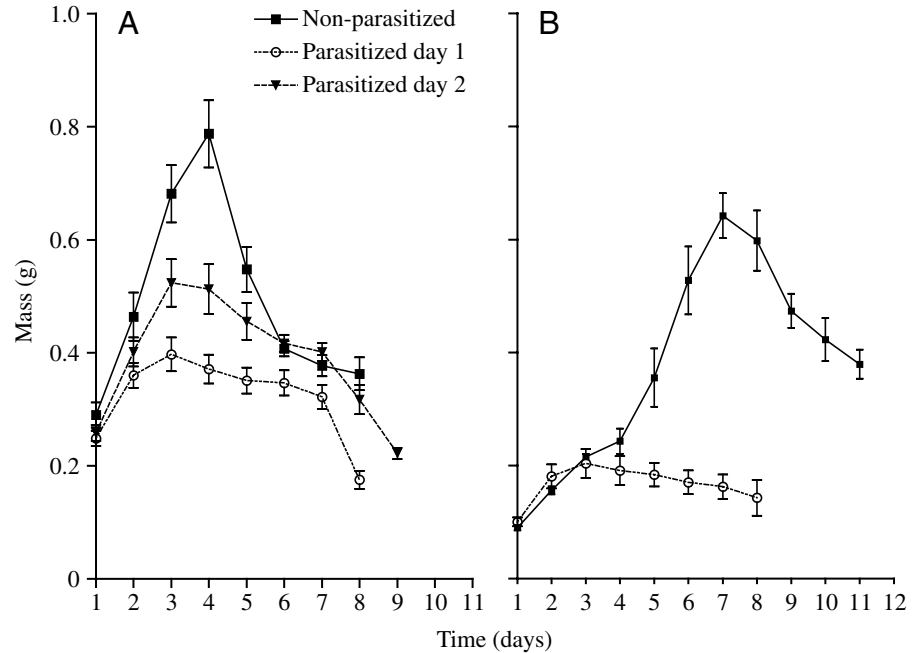 A
B
Non-parasitized
Parasitized day 1
Parasitized day 2
Mass (g)
1.0
0.8
0.6
0.4
0.2
0
1 2 3 4 5 6 7 8 9 10 11
1 2 3 4 5 6 7 8 9 10 11 12
Time (days)